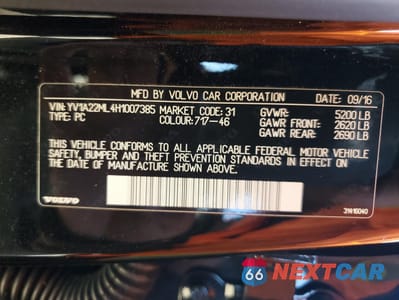 MFD BY VOLVO CAR CORPORATION DATE: 09/16
VIN: YV1A22ML4H1007385 MARKET CODE: 31 GVWR: 5200 LB
TYPE: PC COLOUR: 717-46 GAWR FRONT: 2620 LB
GAWR REAR: 2690 LB
THIS VEHICLE CONFORMS TO ALL APPLICABLE FEDERAL MOTOR VEHICLE
SAFETY, BUMPER AND THEFT PREVENTION STANDARDS IN EFFECT ON
THE DATE OF MANUFACTURE SHOWN ABOVE.
VOLVO 31416040
66 NEXTCAR